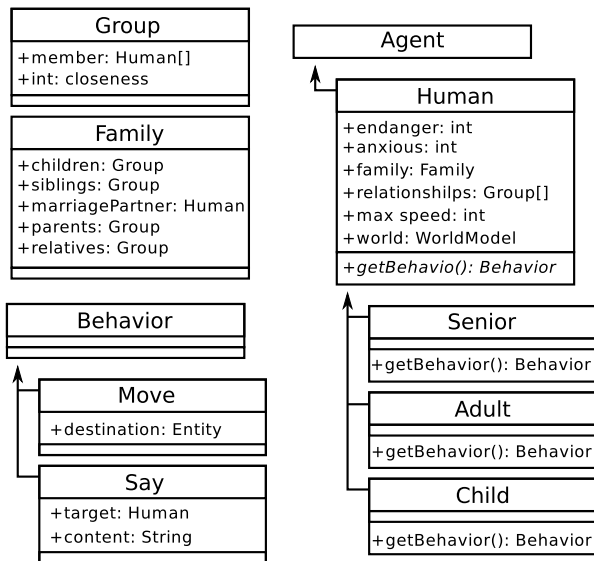 Group
+member: Human[]
+int: closeness
Family
+children: Group
+siblings: Group
+marriagePartner: Human
+parents: Group
+relatives: Group
Behavior
Move
+destination: Entity
Say
+target: Human
+content: String
Agent
Human
+endanger: int
+anxious: int
+family: Family
+relationshilps: Group[]
+max speed: int
+world: WorldModel
+getBehavio(): Behavior
Senior
+getBehavior(): Behavior
Adult
+getBehavior(): Behavior
Child
+getBehavior(): Behavior